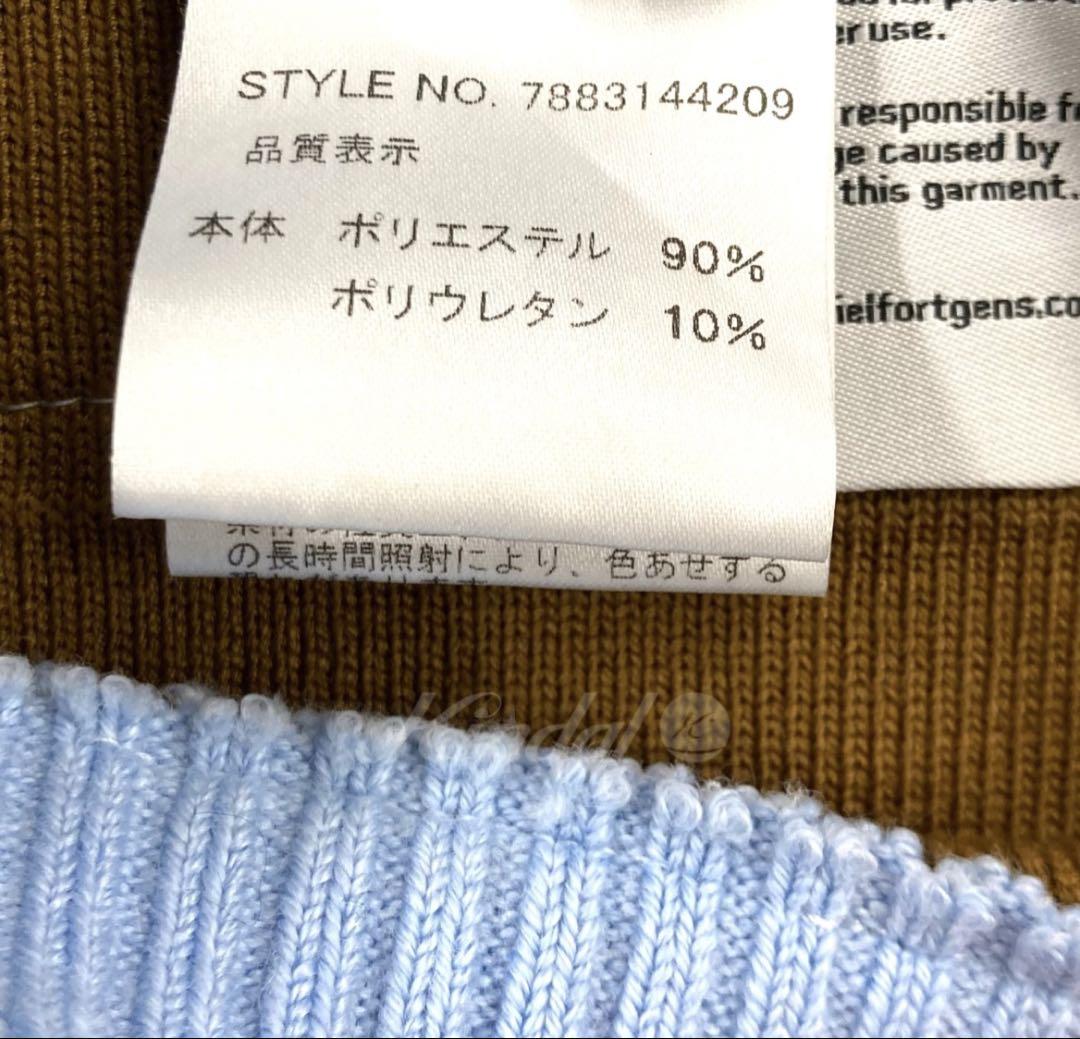 STYLE NO. 7883144209
品質表示
本体 ポリエステル 90%
ポリウレタン 10%
の長時間照射により、色あせする
use.
responsible
caused by
this garment.
ielfortgens.co
Kindal